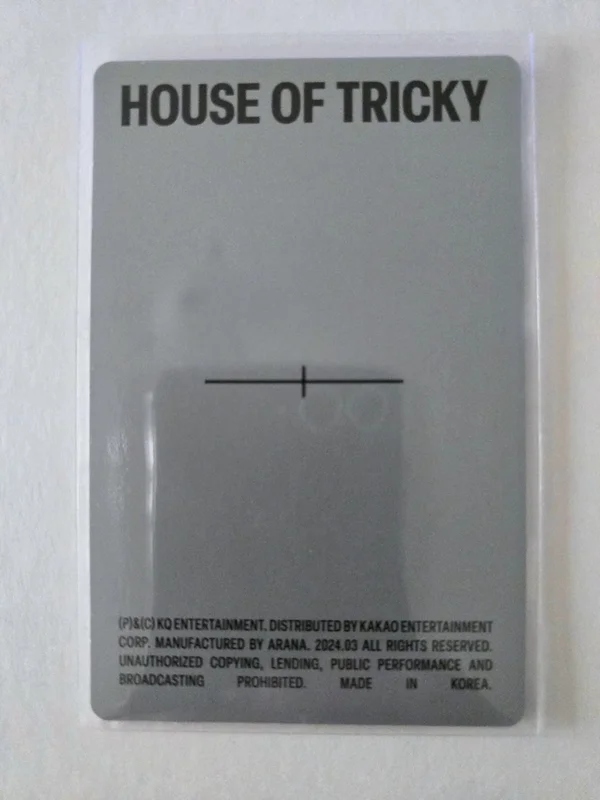 HOUSE OF TRICKY
(P)&(C) KQ ENTERTAINMENT. DISTRIBUTED BY KAKAO ENTERTAINMENT
CORP. MANUFACTURED BY ARANA. 2024.03 ALL RIGHTS RESERVED.
UNAUTHORIZED COPYING, LENDING, PUBLIC PERFORMANCE AND
BROADCASTING PROHIBITED. MADE IN KOREA.